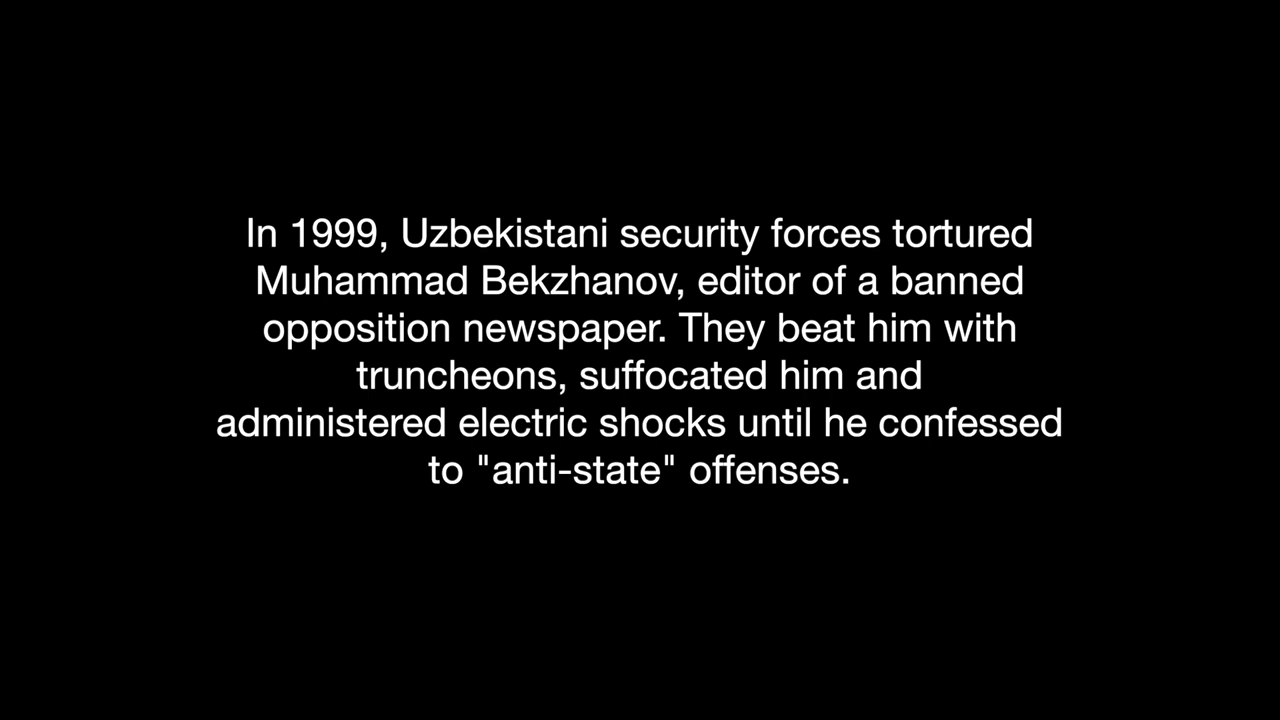 In 1999, Uzbekistani security forces tortured
Muhammad Bekzhanov, editor of a banned
opposition newspaper. They beat him with
truncheons, suffocated him and
administered electric shocks until he confessed
to "anti-state" offenses.